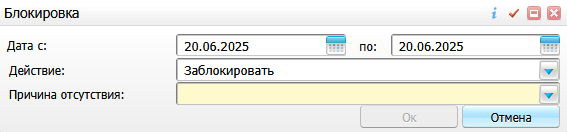 Блокировка
Дата с: 20.06.2025 по: 20.06.2025
Действие: Заблокировать
Причина отсутствия:
Ок Отмена